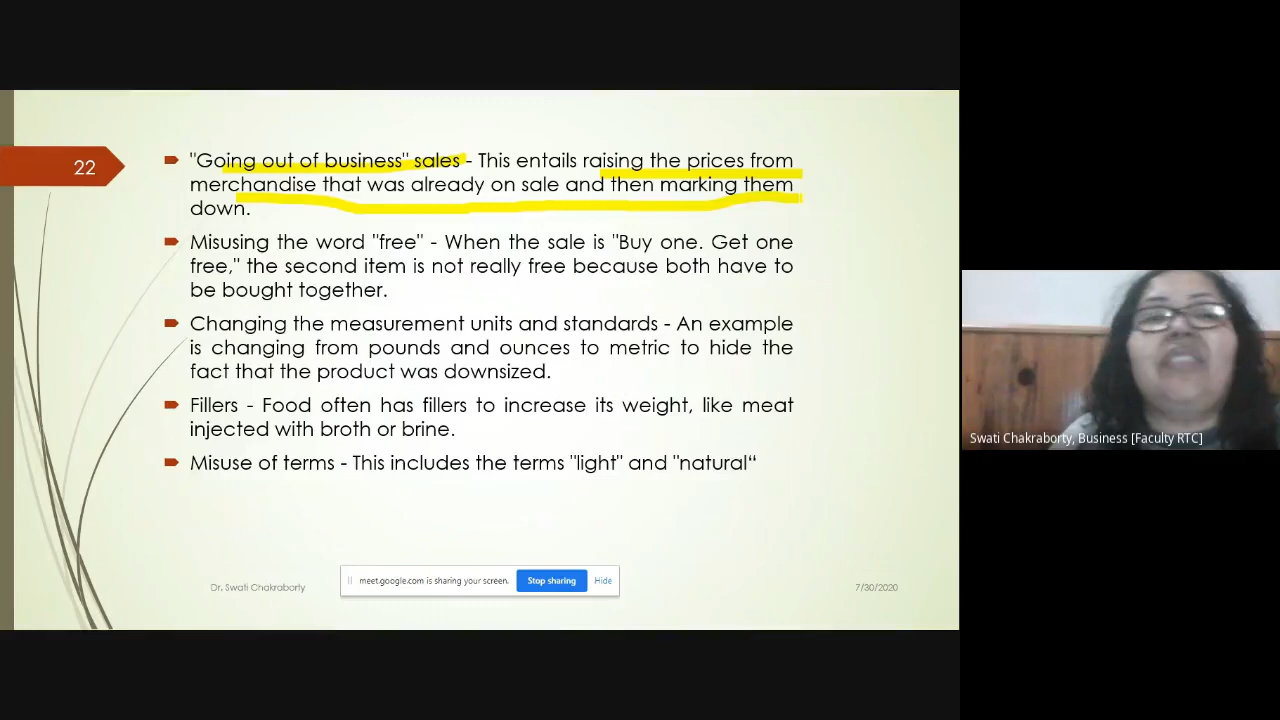 22
"Going out of business" sales - This entails raising the prices from
merchandise that was already on sale and then marking them
down.
Misusing the word "free" - When the sale is "Buy one. Get one
free," the second item is not really free because both have to
be bought together.
Changing the measurement units and standards - An example
is changing from pounds and ounces to metric to hide the
fact that the product was downsized.
Fillers - Food often has fillers to increase its weight, like meat
injected with broth or brine.
Misuse of terms - This includes the terms "light" and "natural“
Dr. Swati Chakraborty
meet.google.com is sharing your screen.
Stop sharing
Hide
7/30/2020
Swati Chakraborty, Business [Faculty RTC]